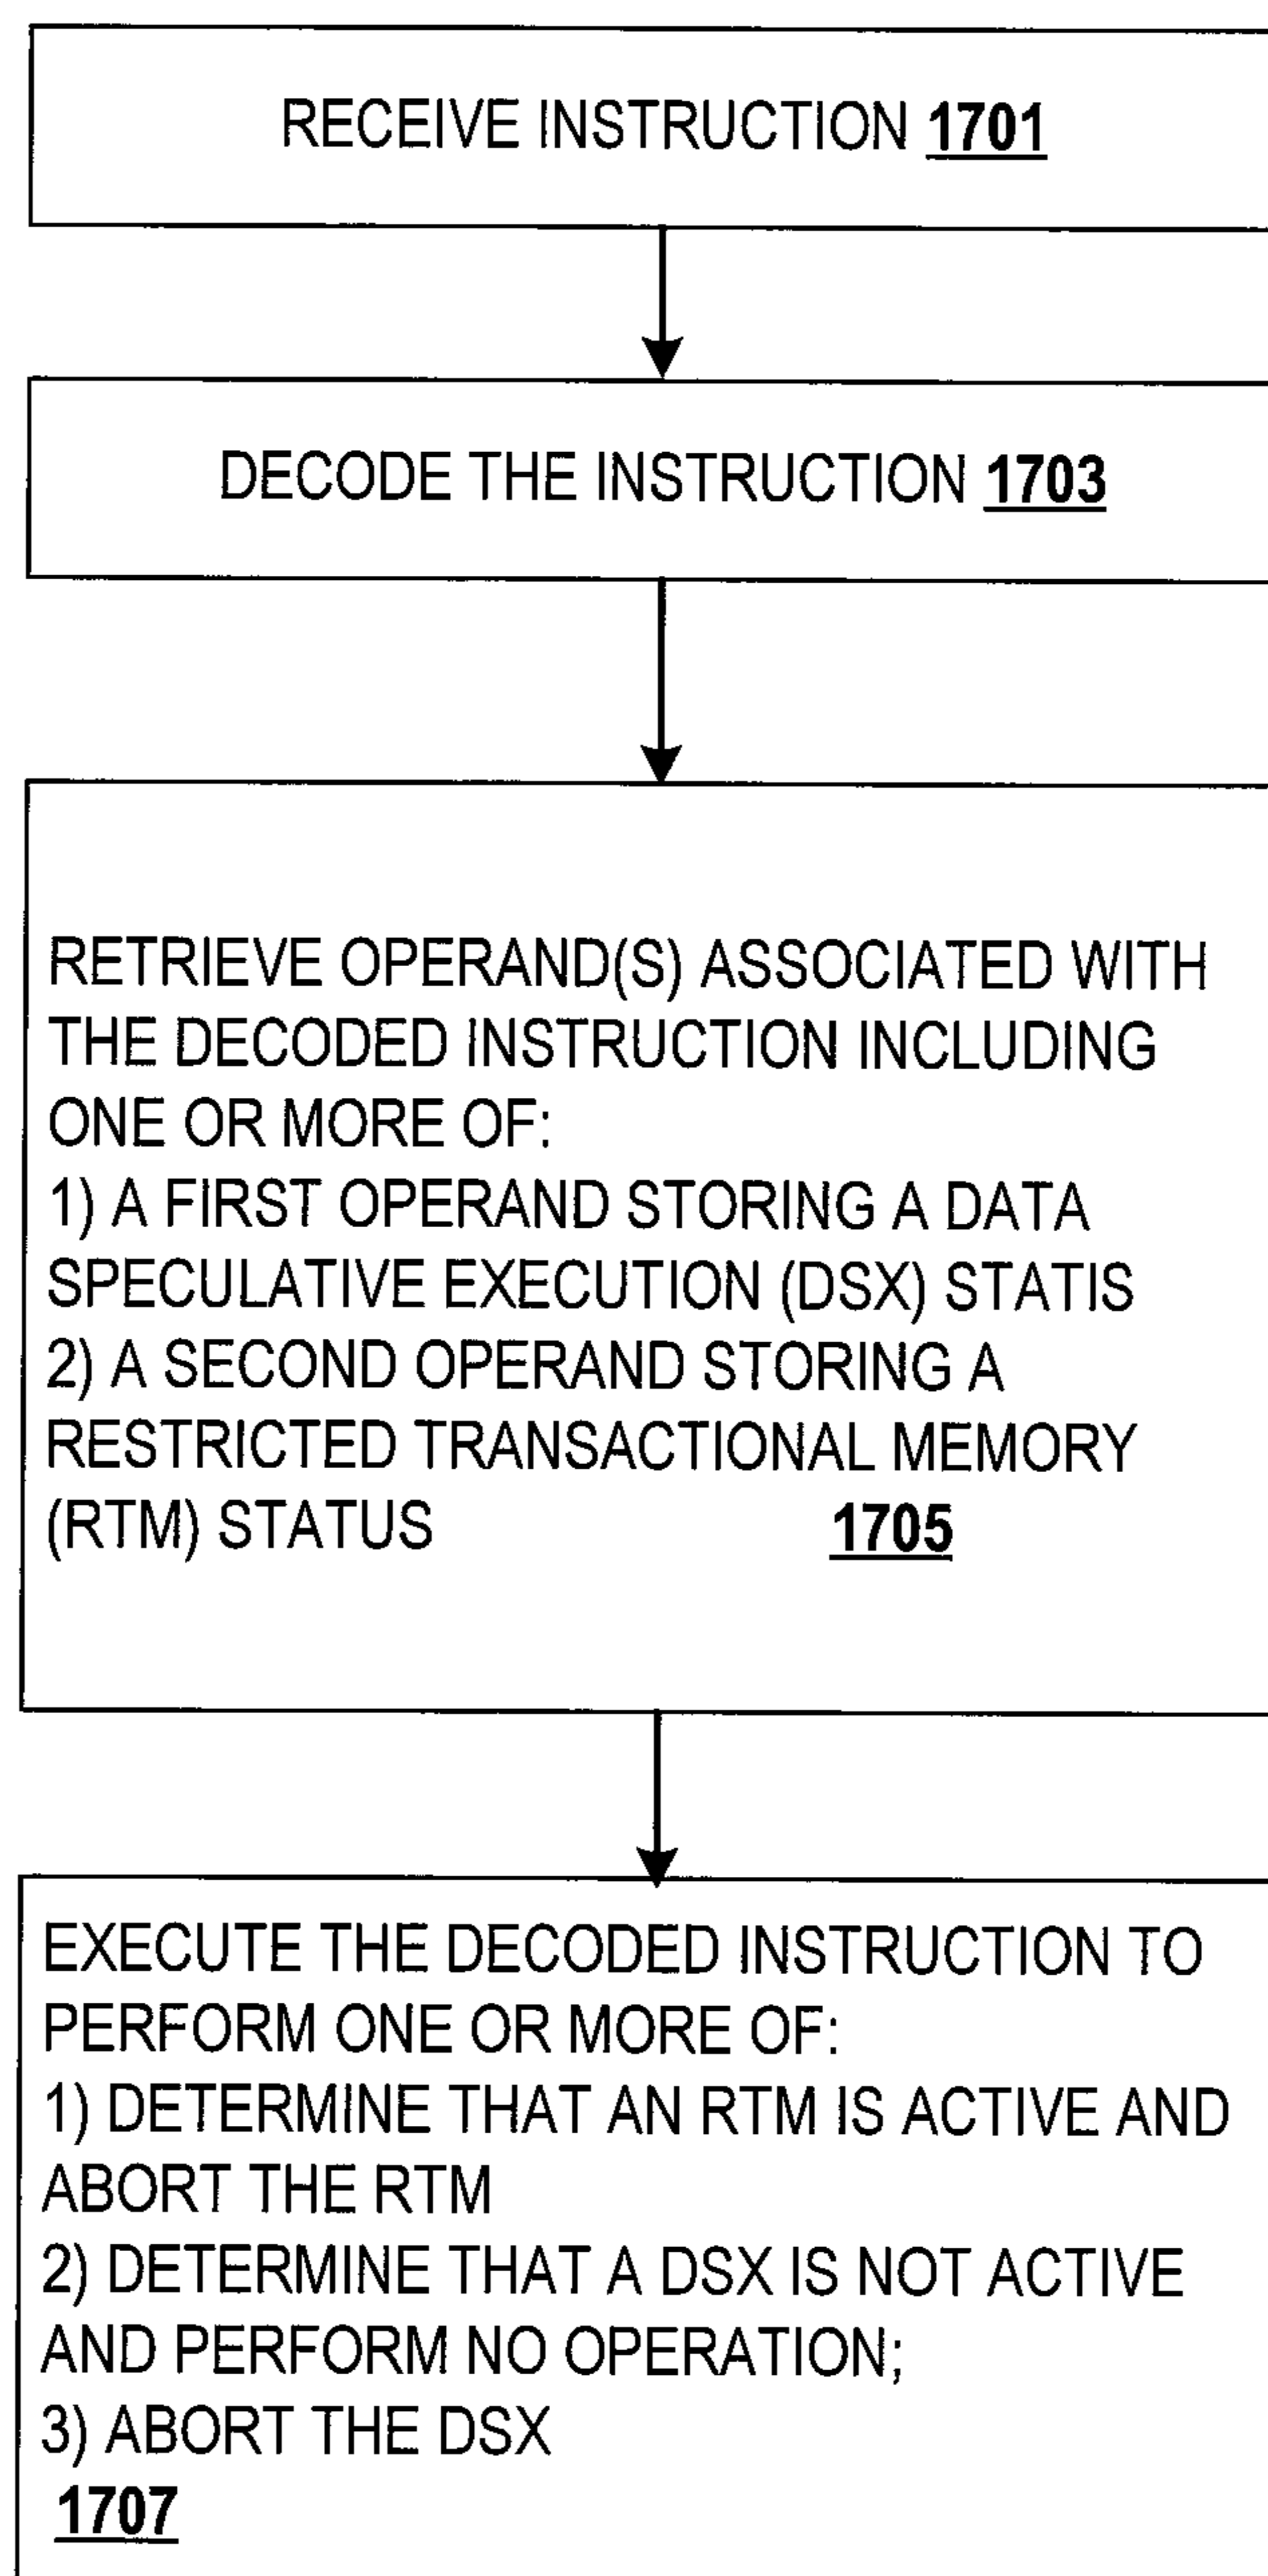 RECEIVE INSTRUCTION 1701
DECODE THE INSTRUCTION 1703
RETRIEVE OPERAND(S) ASSOCIATED WITH
THE DECODED INSTRUCTION INCLUDING
ONE OR MORE OF:
1) A FIRST OPERAND STORING A DATA
SPECULATIVE EXECUTION (DSX) STATIS
2) A SECOND OPERAND STORING A
RESTRICTED TRANSACTIONAL MEMORY
(RTM) STATUS 1705
EXECUTE THE DECODED INSTRUCTION TO
PERFORM ONE OR MORE OF:
1) DETERMINE THAT AN RTM IS ACTIVE AND
ABORT THE RTM
2) DETERMINE THAT A DSX IS NOT ACTIVE
AND PERFORM NO OPERATION;
3) ABORT THE DSX
1707